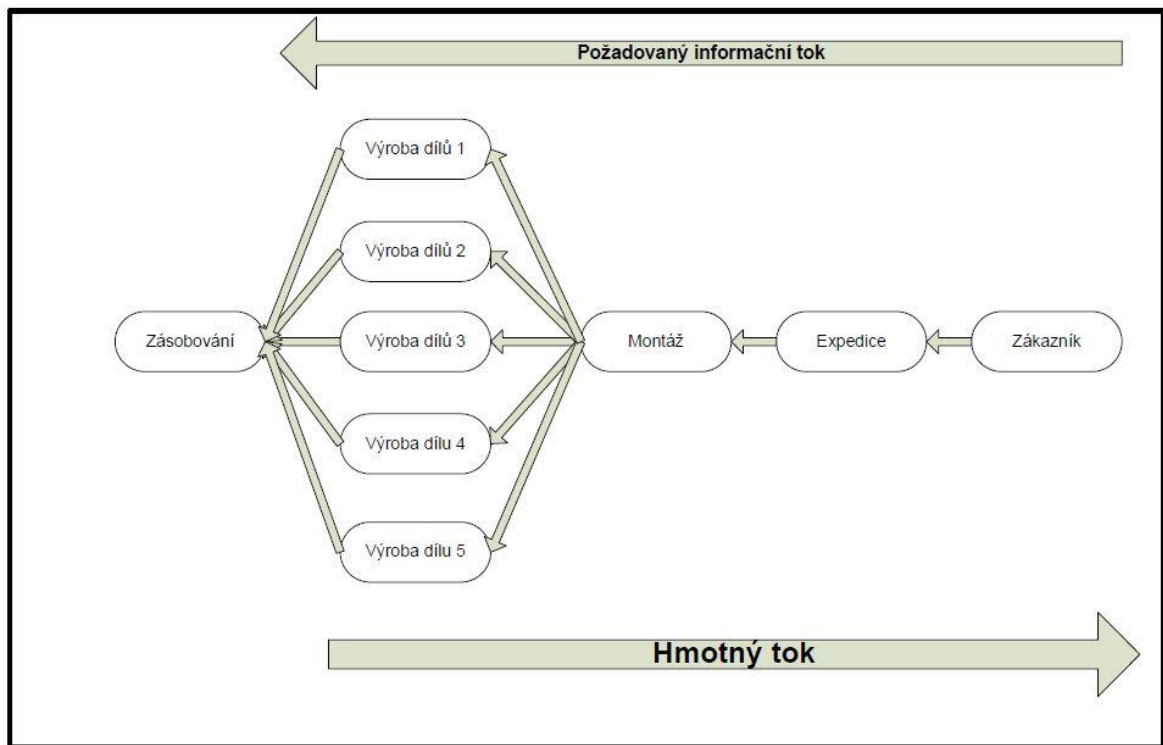 Požadovaný informační tok
Výroba dílů 1
Výroba dílů 2
Zásobování
Výroba dílů 3
Montáž
Expedice
Zákazník
Výroba dílu 4
Výroba dílu 5
Hmotný tok